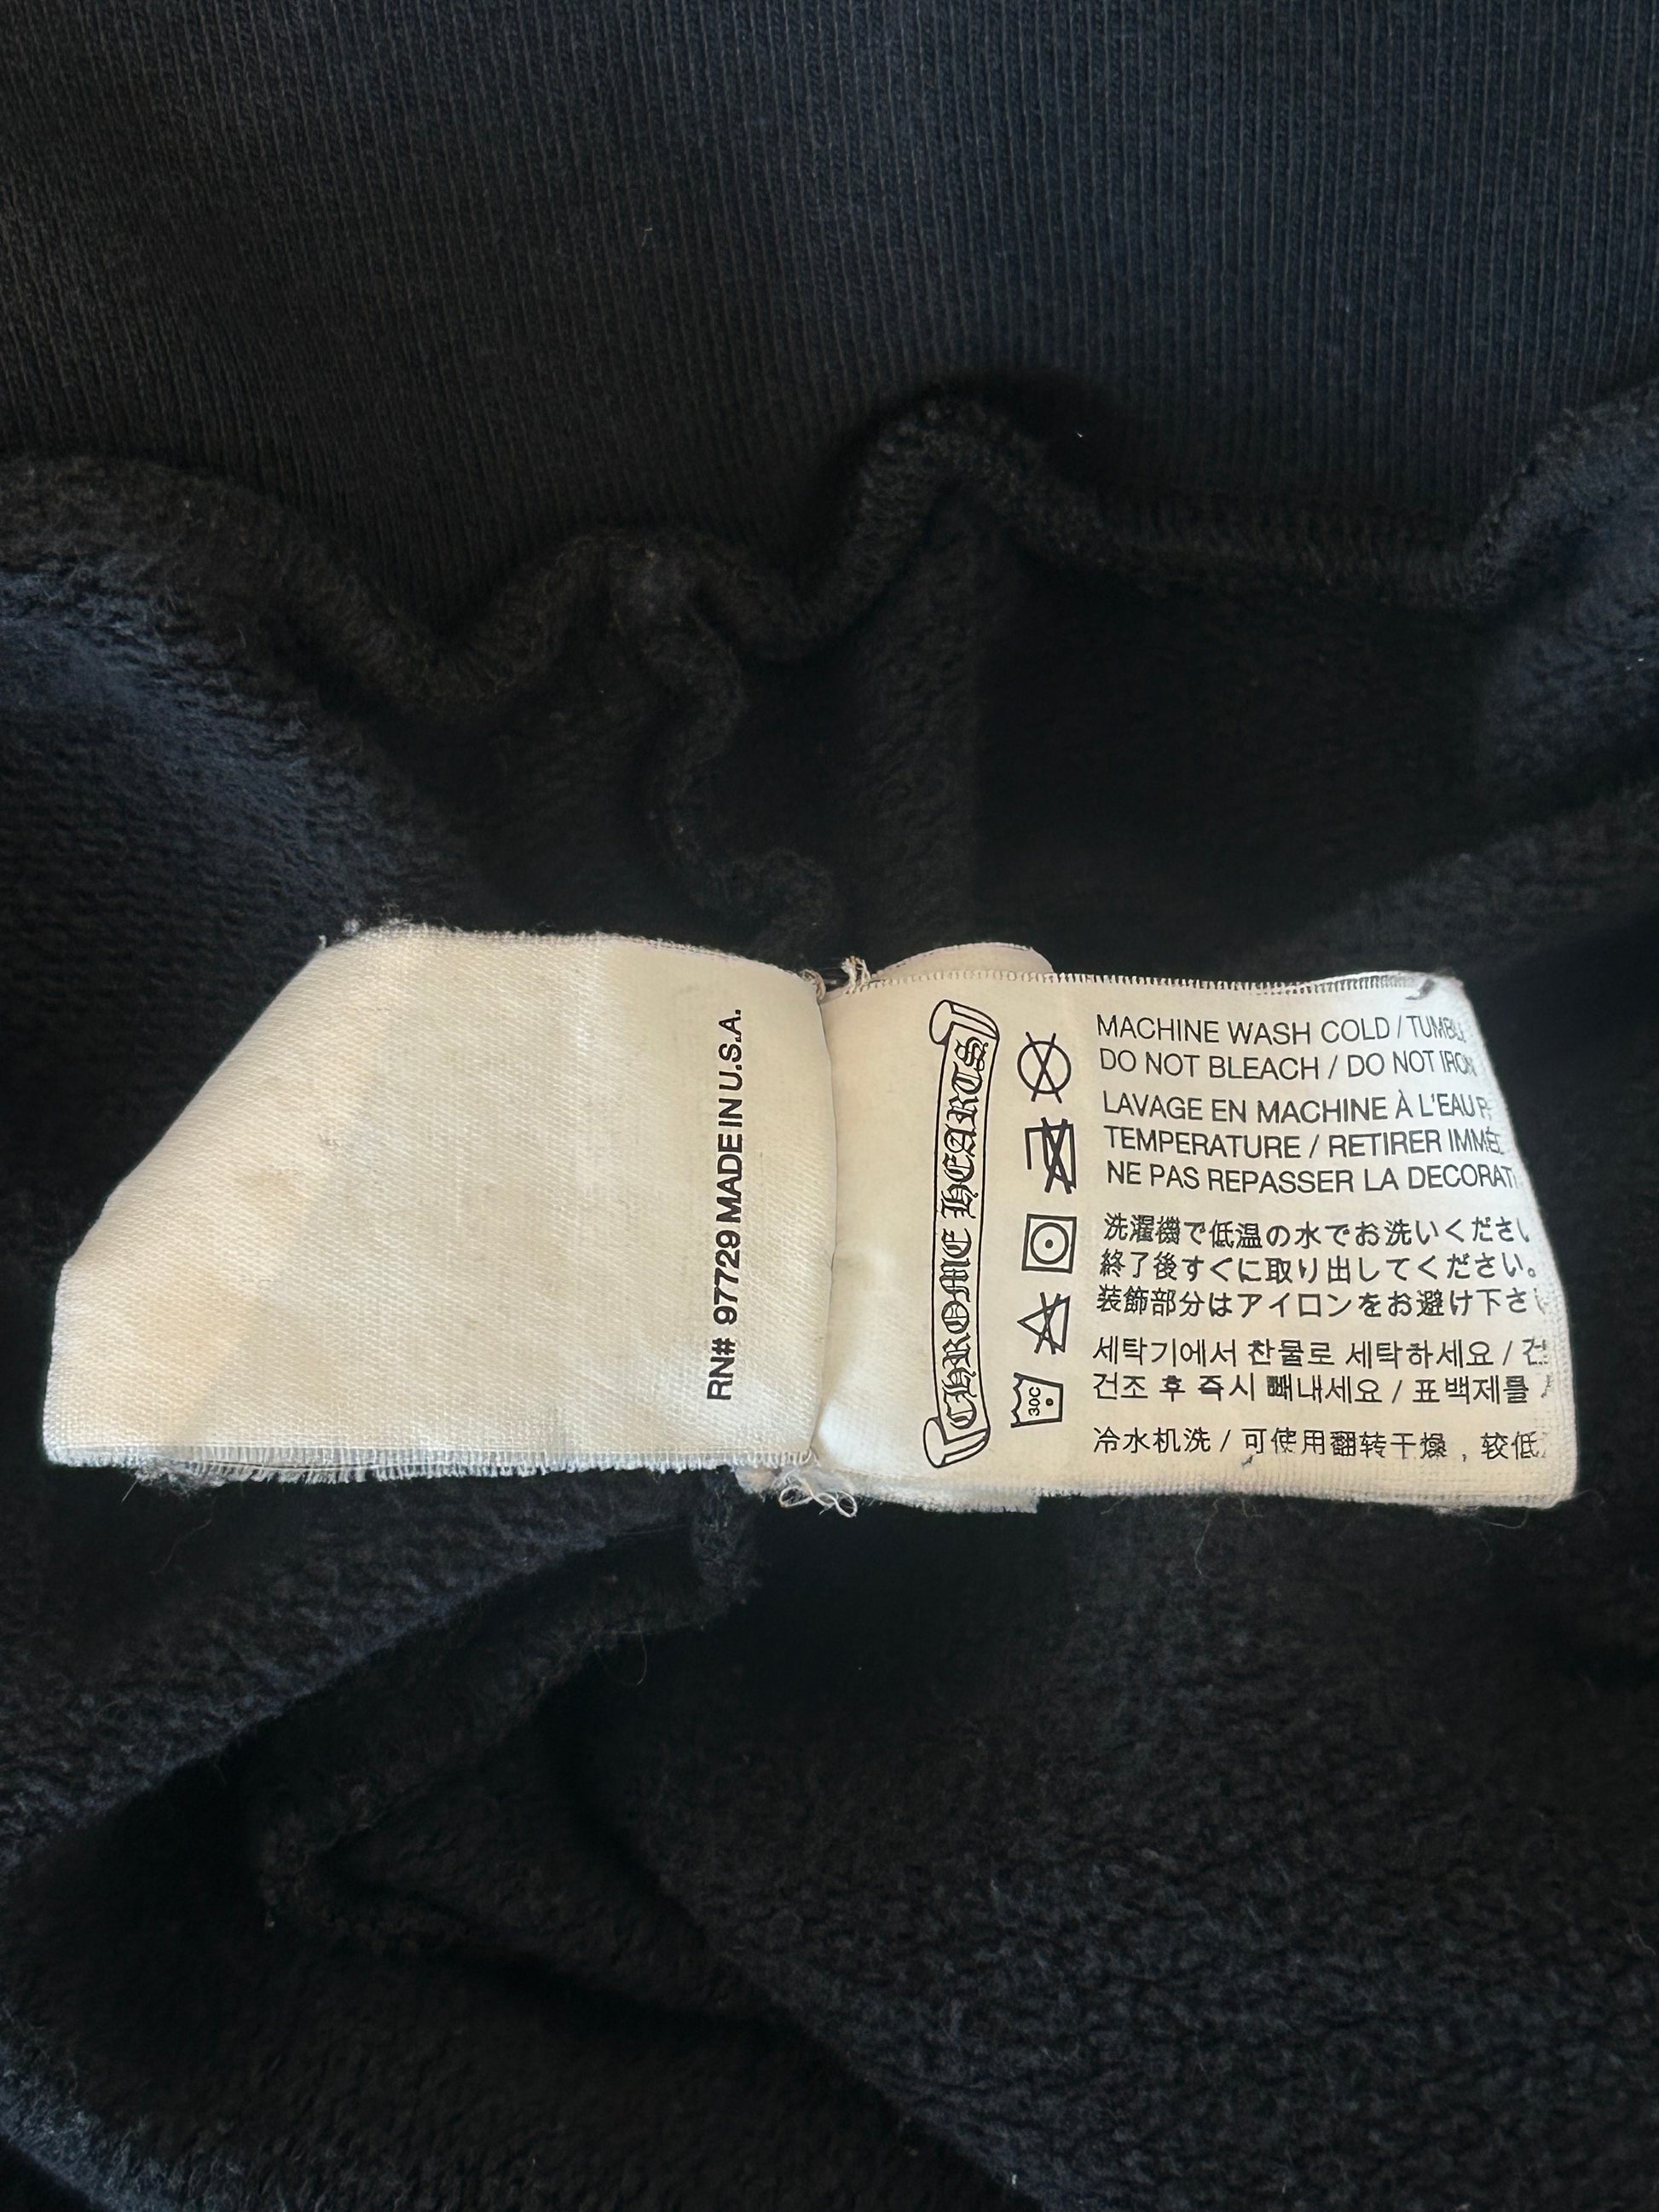 RN# 97729 MADE IN U.S.A.
CHROME HEARTS
30C
MACHINE WASH COLD / TUMBL
DO NOT BLEACH / DO NOT IRON
LAVAGE EN MACHINE À L'EAU
TEMPERATURE / RETIRER IMMÉ
NE PAS REPASSER LA DECORATI
洗濯機で低温の水でお洗いくださ
終了後すぐに取り出してください。
装飾部分はアイロンをお避け下さ
세탁기에서 찬물로 세탁하세요 /
건조 후 즉시 빼내세요 / 표백제를
冷水机洗 / 可使用翻转干燥，较低